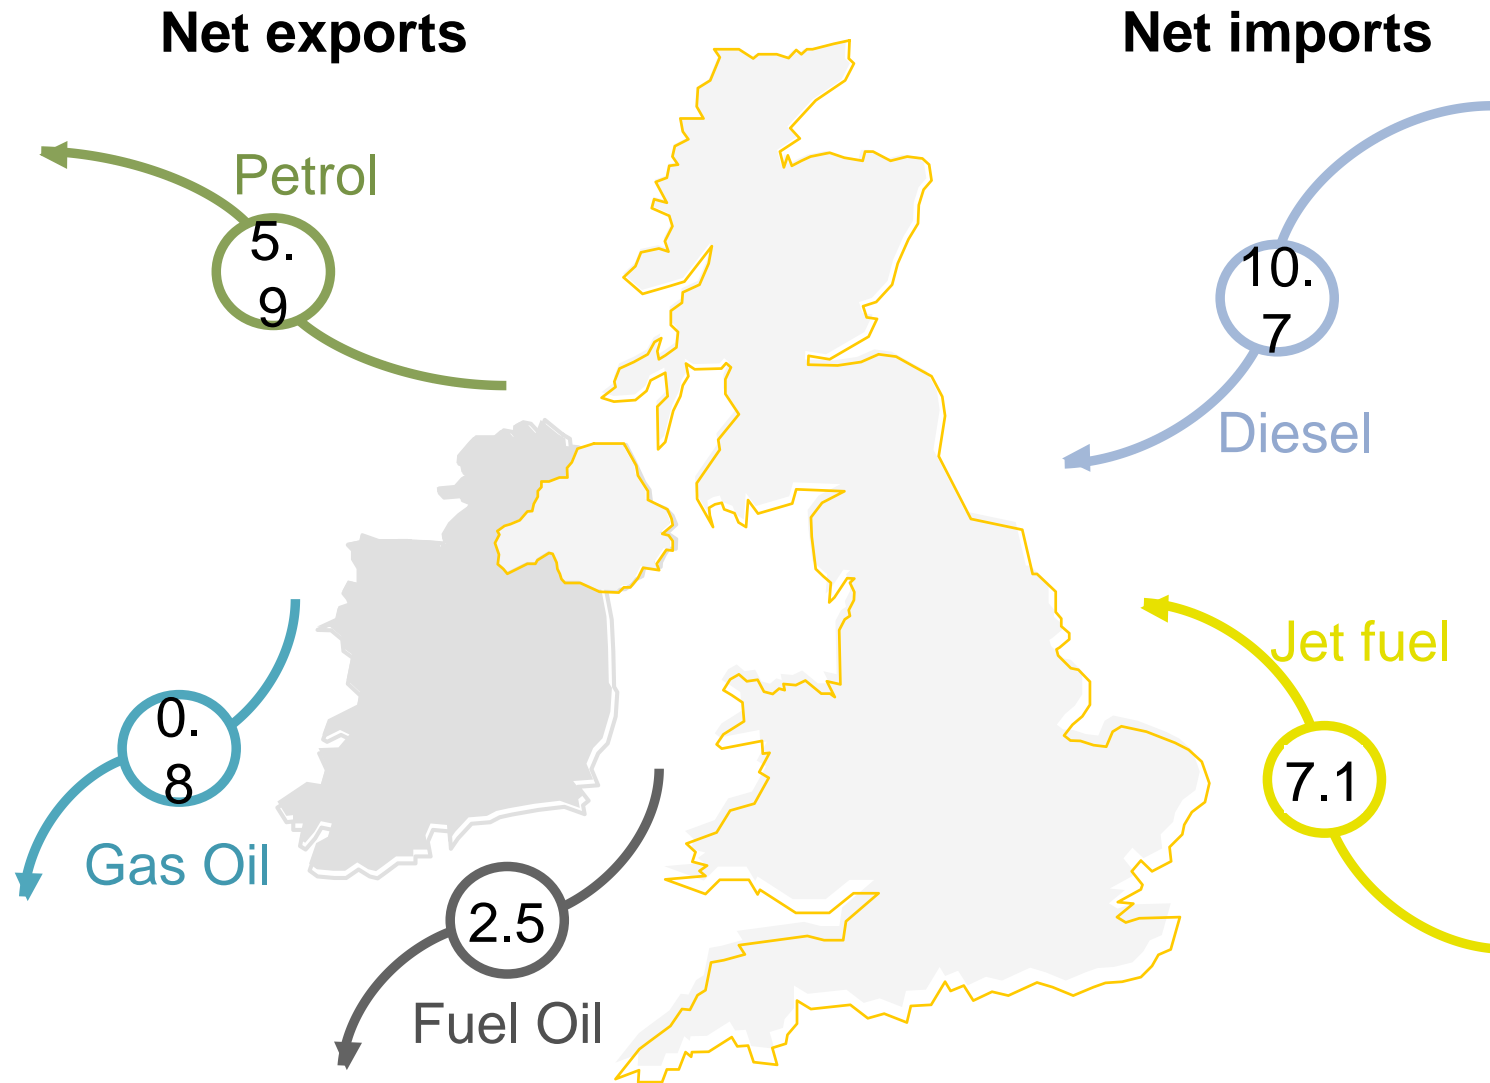 Net exports
Net imports
Petrol
5.
9
10.
7
Diesel
Jet fuel
0.
8
7.1
Gas Oil
2.5
Fuel Oil